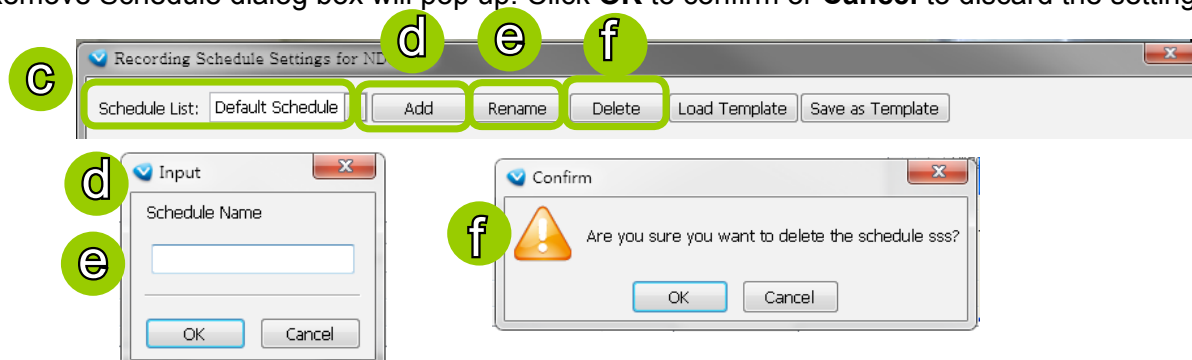 Remove Schedule dialog box will pop up. Click OK to confirm or Cancel to discard the setting
d e f
Recording Schedule Settings for ND
c
Schedule List: Default Schedule Add Rename Delete Load Template Save as Template
d Input
Confirm
Schedule Name
f Are you sure you want to delete the schedule sss?
e
OK Cancel
OK Cancel